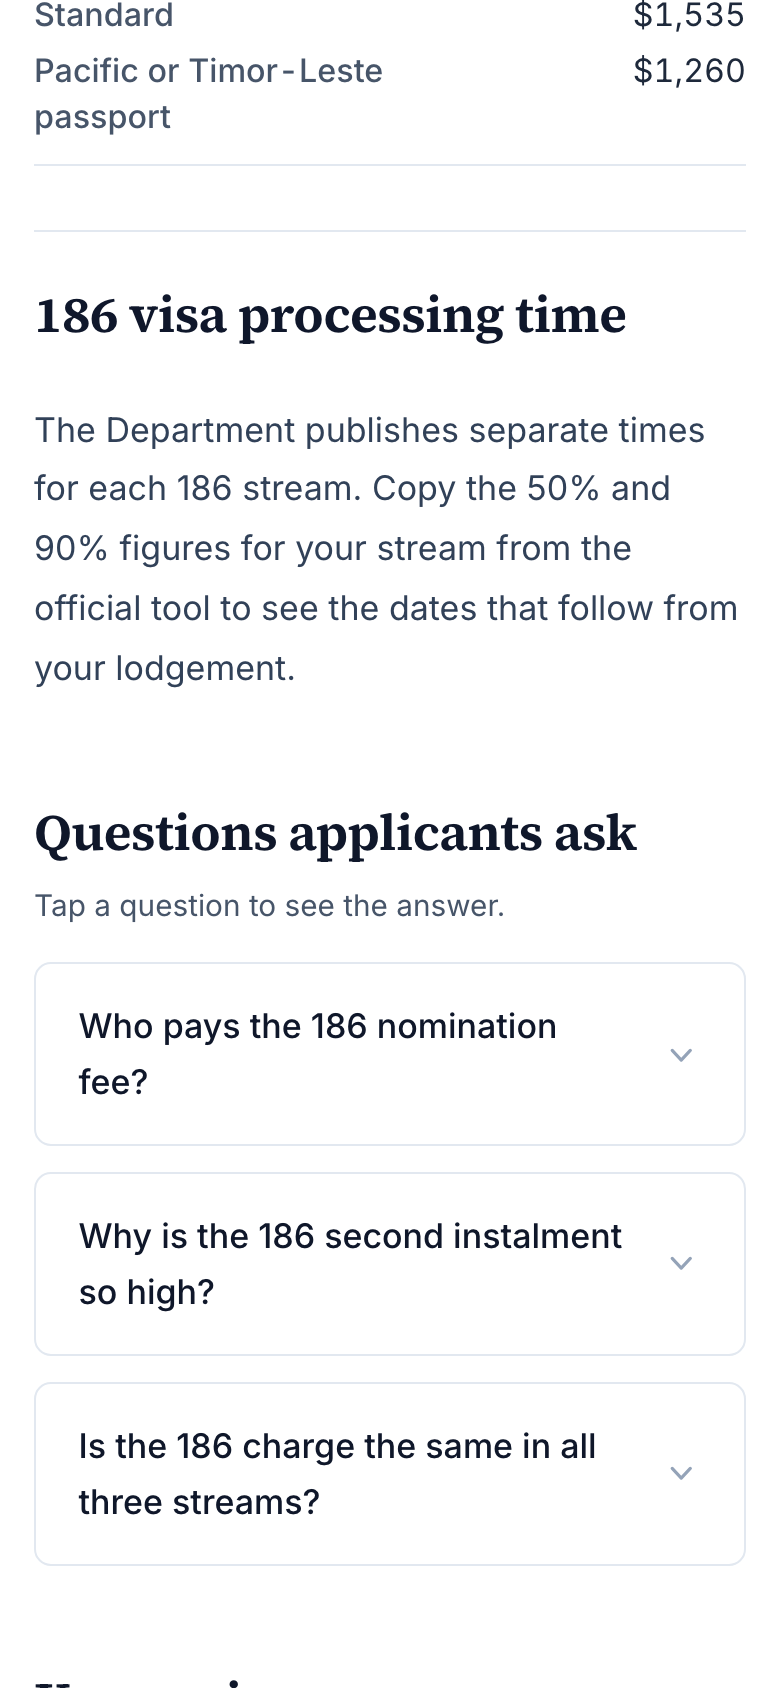 Standard $1,535
Pacific or Timor-Leste $1,260
passport
186 visa processing time
The Department publishes separate times
for each 186 stream. Copy the 50% and
90% figures for your stream from the
official tool to see the dates that follow from
your lodgement.
Questions applicants ask
Tap a question to see the answer.
Who pays the 186 nomination
fee?
Why is the 186 second instalment
so high?
Is the 186 charge the same in all
three streams?